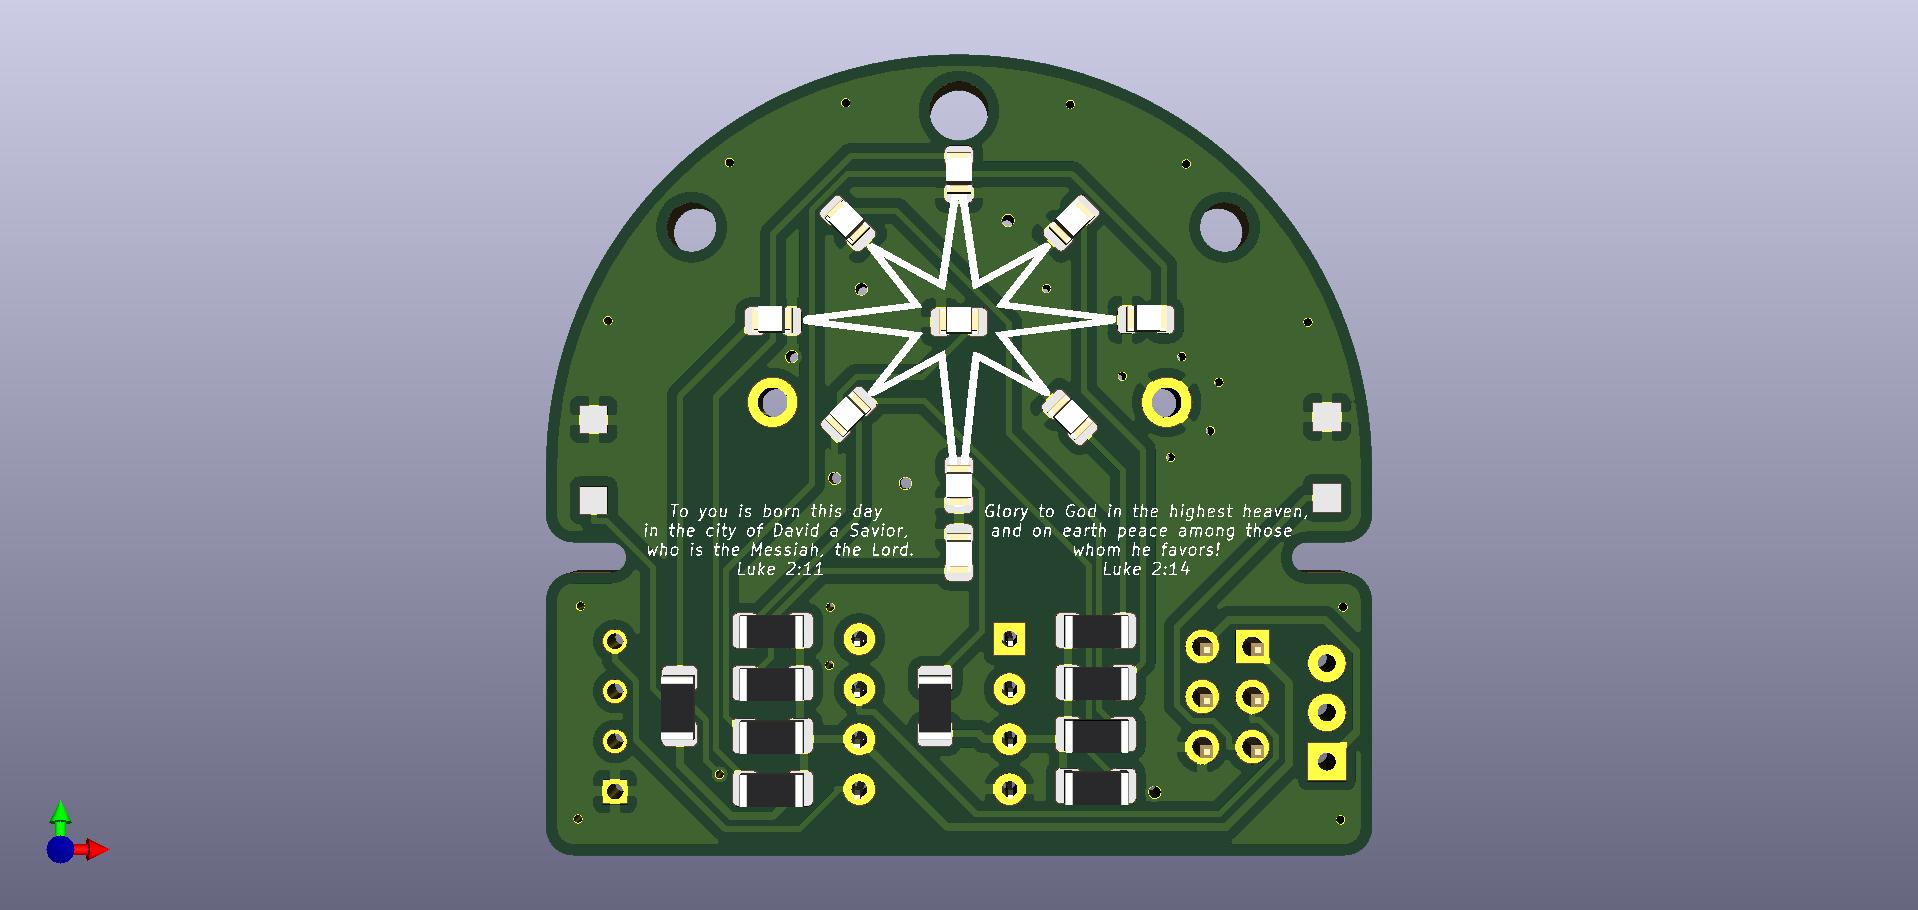 To you is born this day
in the city of David a Savior,
who is the Messiah, the Lord.
Luke 2:11
Glory to God in the highest heaven,
and on earth peace among those
whom he favors!
Luke 2:14